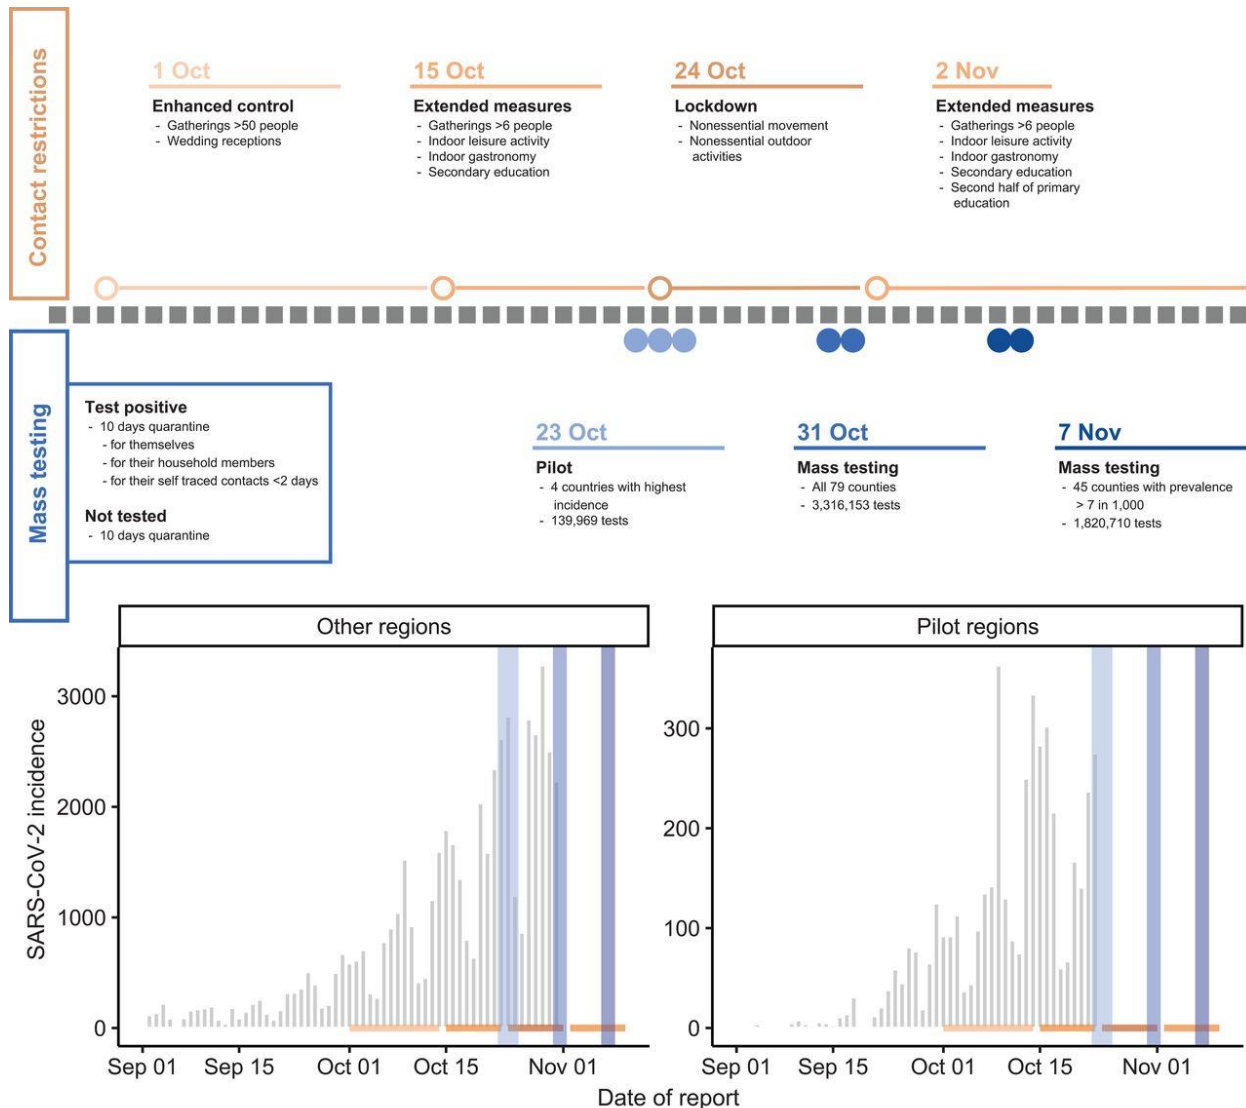 Contact restrictions
1 Oct
Enhanced control
- Gatherings >50 people
- Wedding receptions
15 Oct
Extended measures
- Gatherings >6 people
- Indoor leisure activity
- Indoor gastronomy
- Secondary education
24 Oct
Lockdown
- Nonessential movement
- Nonessential outdoor
activities
2 Nov
Extended measures
- Gatherings >6 people
- Indoor leisure activity
- Indoor gastronomy
- Secondary education
- Second half of primary
education
Mass testing
Test positive
- 10 days quarantine
- for themselves
- for their household members
- for their self traced contacts <2 days
Not tested
- 10 days quarantine
23 Oct
Pilot
- 4 countries with highest
incidence
- 139,969 tests
31 Oct
Mass testing
- All 79 counties
- 3,316,153 tests
7 Nov
Mass testing
- 45 counties with prevalence
> 7 in 1,000
- 1,820,710 tests
Other regions
Pilot regions
SARS-CoV-2 incidence
3000
2000
1000
0
300
200
100
0
Sep 01 Sep 15 Oct 01 Oct 15 Nov 01
Sep 01 Sep 15 Oct 01 Oct 15 Nov 01
Date of report